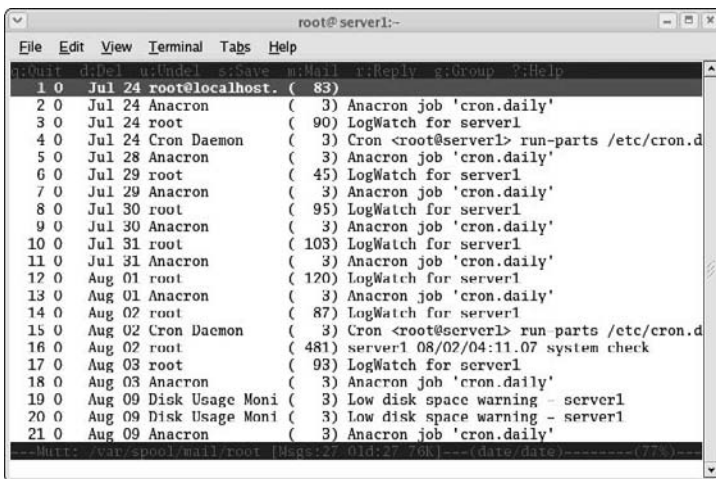 root@server1:~
File Edit View Terminal Tabs Help
q:Quit d:Del u:Undel s:Save m:Mail r:Reply g:Group ?:Help
1 O Jul 24 root@localhost. ( 83)
2 O Jul 24 Anacron ( 3) Anacron job 'cron.daily'
3 O Jul 24 root ( 90) LogWatch for server1
4 O Jul 24 Cron Daemon ( 3) Cron <root@server1> run-parts /etc/cron.d
5 O Jul 28 Anacron ( 3) Anacron job 'cron.daily'
6 O Jul 29 root ( 45) LogWatch for server1
7 O Jul 29 Anacron ( 3) Anacron job 'cron.daily'
8 O Jul 30 root ( 95) LogWatch for server1
9 O Jul 30 Anacron ( 3) Anacron job 'cron.daily'
10 O Jul 31 root ( 103) LogWatch for server1
11 O Jul 31 Anacron ( 3) Anacron job 'cron.daily'
12 O Aug 01 root ( 120) LogWatch for server1
13 O Aug 01 Anacron ( 3) Anacron job 'cron.daily'
14 O Aug 02 root ( 87) LogWatch for server1
15 O Aug 02 Cron Daemon ( 3) Cron <root@server1> run-parts /etc/cron.d
16 O Aug 02 root ( 481) server1 08/02/04:11.07 system check
17 O Aug 03 root ( 93) LogWatch for server1
18 O Aug 03 Anacron ( 3) Anacron job 'cron.daily'
19 O Aug 09 Disk Usage Moni ( 3) Low disk space warning - server1
20 O Aug 09 Disk Usage Moni ( 3) Low disk space warning - server1
21 O Aug 09 Anacron ( 3) Anacron job 'cron.daily'
---Mutt: /var/spool/mail/root [Msgs:27 Old:27 76K]---(date/date)--------(77%)---